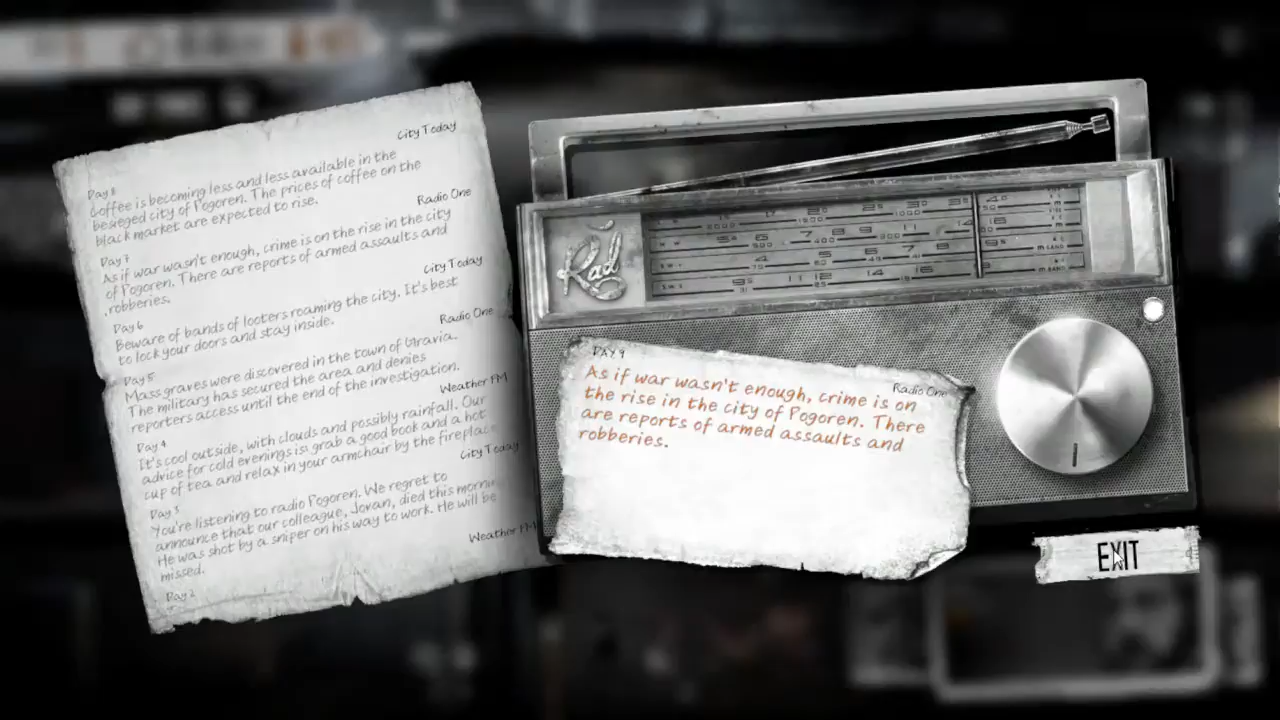 City Today
Day 8
Coffee is becoming less and less available in the
besieged city of Pogoren. The prices of coffee on the
black market are expected to rise.
Radio One
Day 7
As if war wasn't enough, crime is on the rise in the city
of Pogoren. There are reports of armed assaults and
robberies.
City Today
Day 6
Beware of bands of looters roaming the city. It's best
to lock your doors and stay inside.
Radio One
Day 5
Mass graves were discovered in the town of Gravia.
The military has secured the area and denies
reporters access until the end of the investigation.
Weather FM
Day 4
It's cool outside, with clouds and possibly rainfall. Our
advice for cold evenings is: grab a good book and a hot
cup of tea and relax in your armchair by the fireplace
City Today
Day 3
You're listening to radio Pogoren. We regret to
announce that our colleague, Jovan, died this mornin
He was shot by a sniper on his way to work. He will be
missed.
Weather FM
Day 2
Rad
DAY 9
Radio One
As if war wasn't enough, crime is on
the rise in the city of Pogoren. There
are reports of armed assaults and
robberies.
EXIT